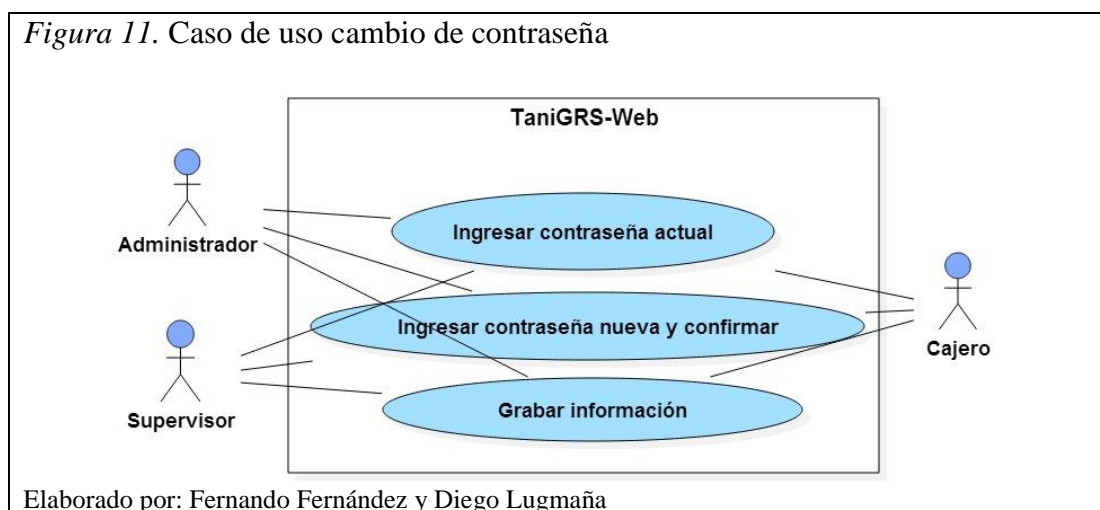 Figura 11. Caso de uso cambio de contraseña
TaniGRS-Web
Administrador
Ingresar contraseña actual
Ingresar contraseña nueva y confirmar
Cajero
Supervisor
Grabar información
Elaborado por: Fernando Fernández y Diego Lugmaña